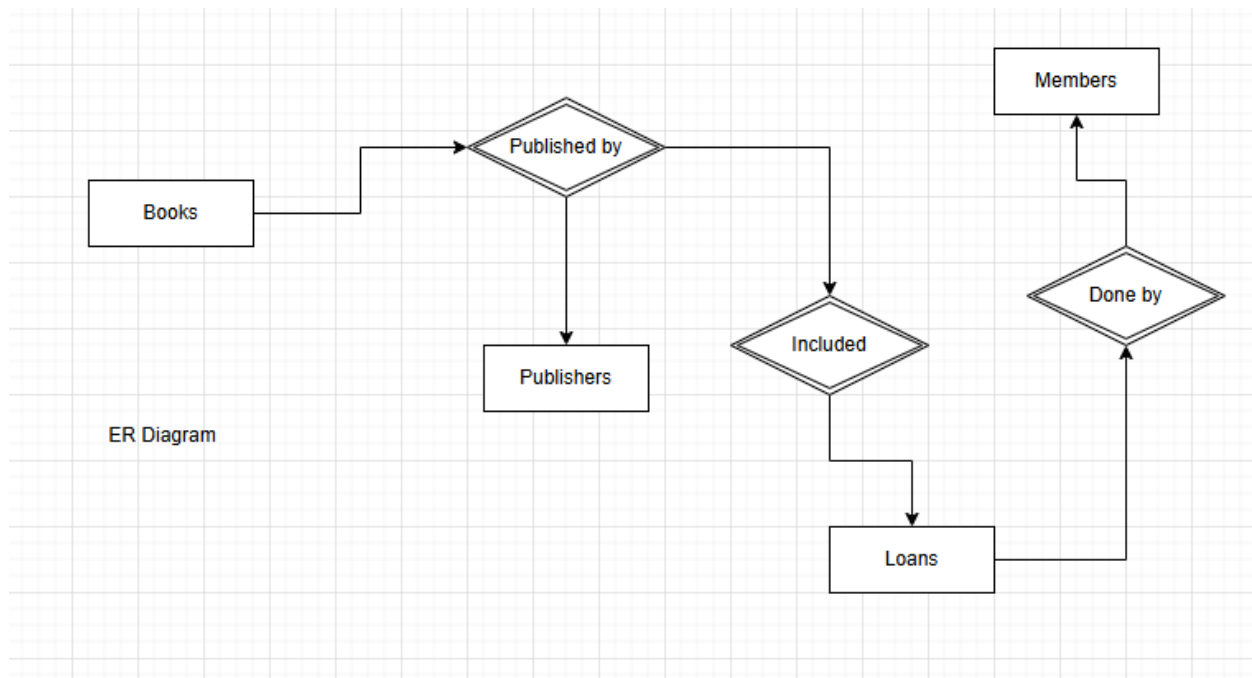 Members
Published by
Books
Done by
Included
Publishers
ER Diagram
Loans